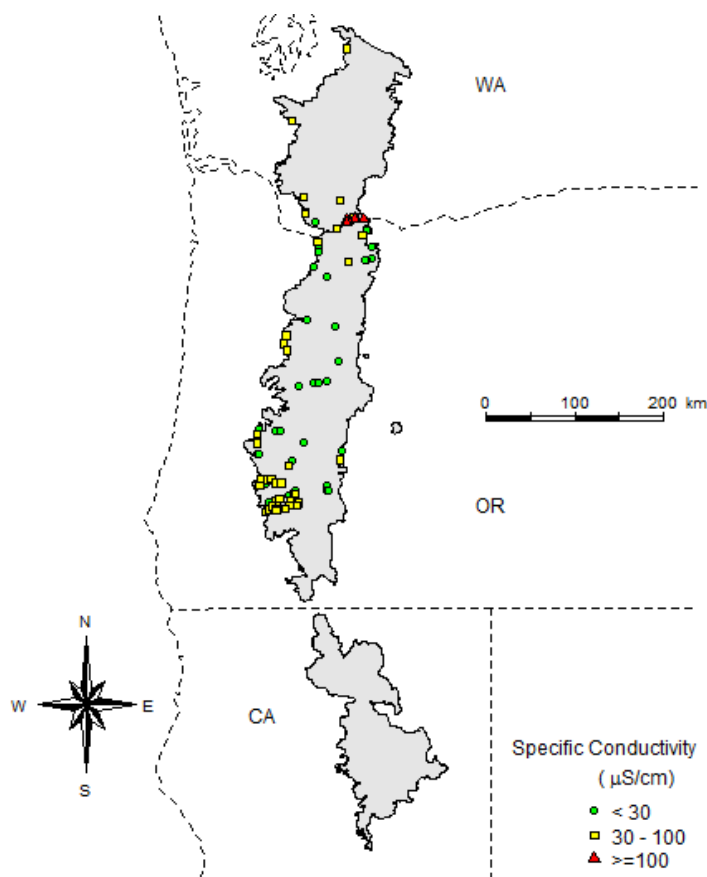 WA
0 100 200 km
OR
N
W E
S
CA
Specific Conductivity
( µS/cm)
< 30
30 - 100
>=100